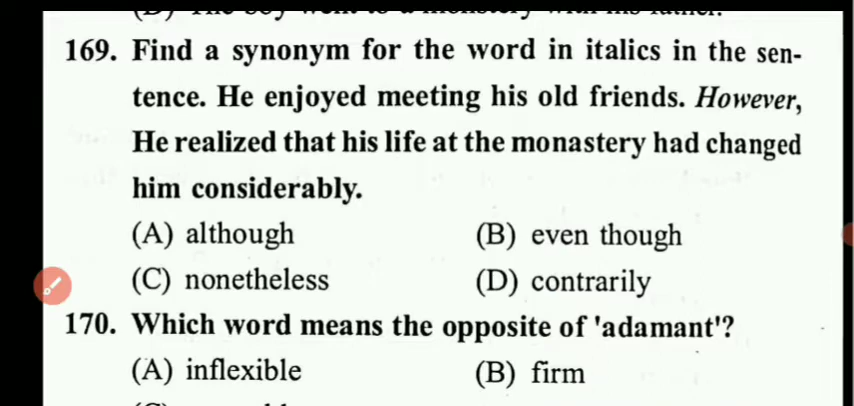 169. Find a synonym for the word in italics in the sen-
tence. He enjoyed meeting his old friends. However,
He realized that his life at the monastery had changed
him considerably.
(A) although (B) even though
(C) nonetheless (D) contrarily
170. Which word means the opposite of 'adamant'?
(A) inflexible (B) firm